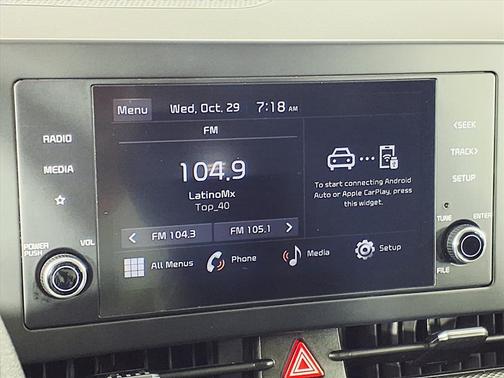 Menu
Wed, Oct. 29
7:18 AM
FM
104.9
LatinoMx
Top_40
FM 104.3
FM 105.1
To start connecting Android
Auto or Apple CarPlay, press
this widget.
All Menus
Phone
Media
Setup
RADIO
MEDIA
POWER
PUSH
VOL
<SEEK
TRACK>
SETUP
TUNE
ENTER
FILE